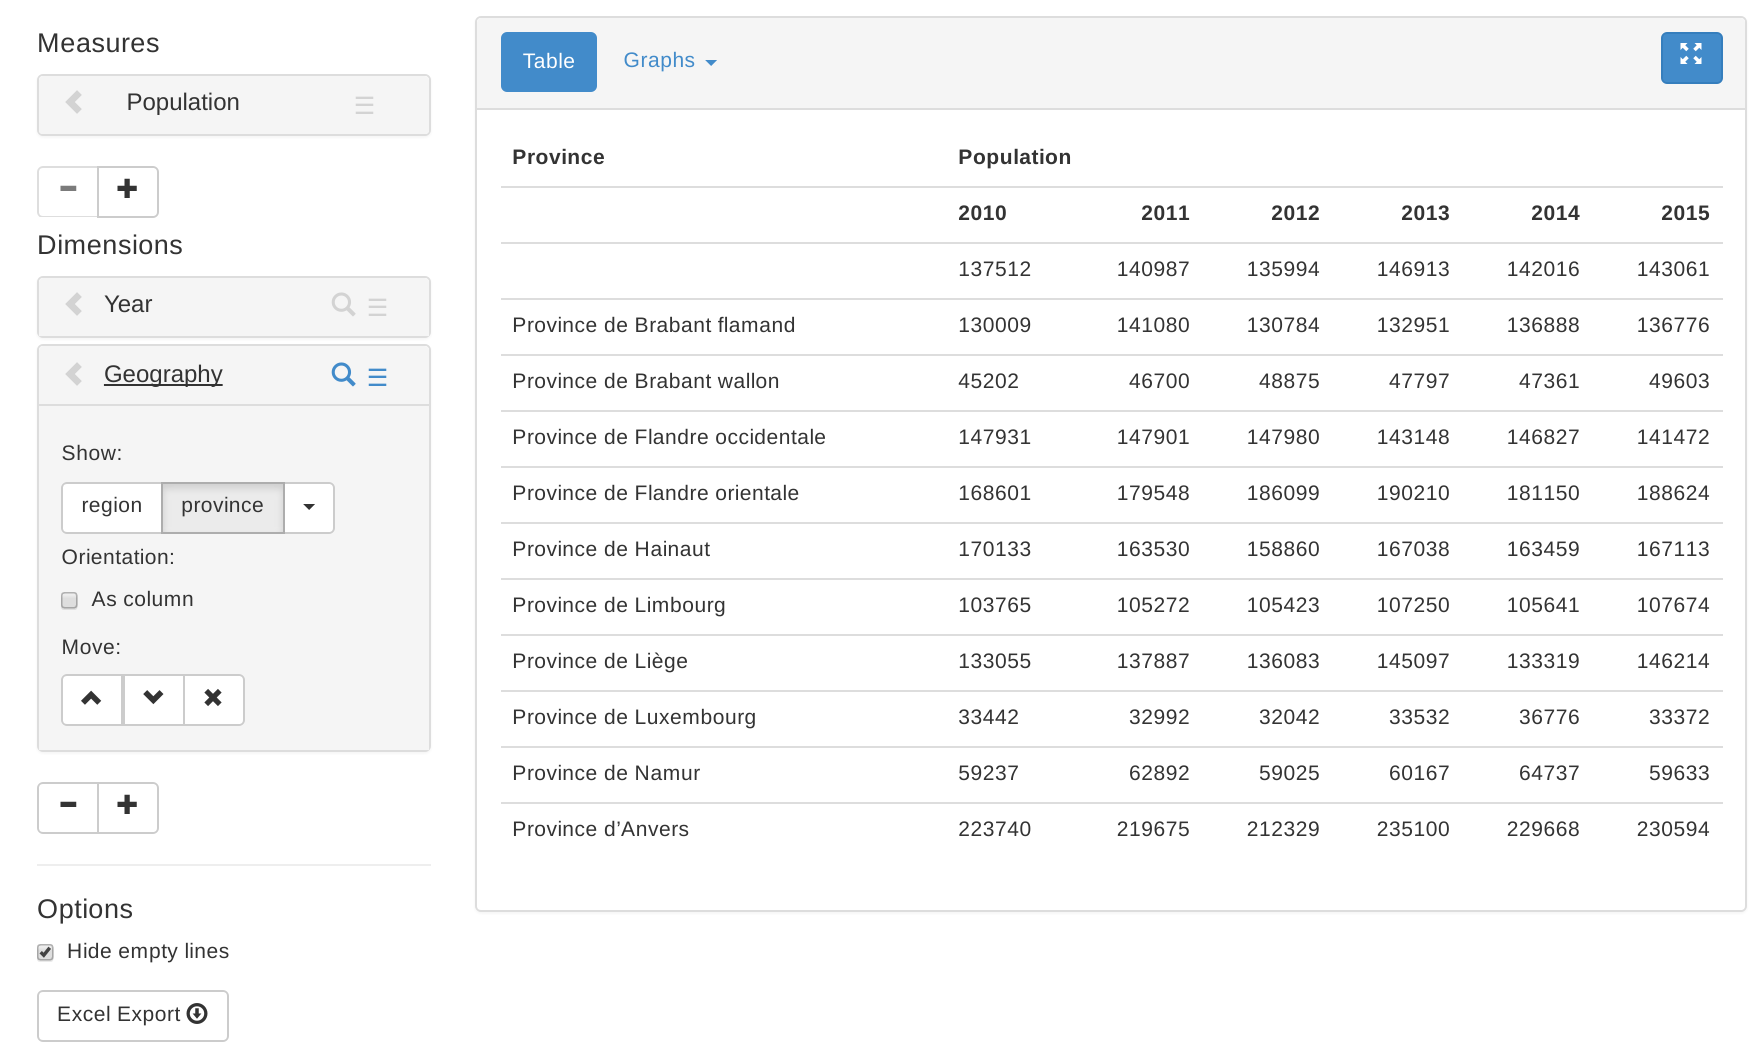 Measures
Population
Dimensions
Year
Geography
Show:
region province
Orientation:
As column
Move:
Options
Hide empty lines
Excel Export
Table Graphs
Province Population
2010 2011 2012 2013 2014 2015
137512 140987 135994 146913 142016 143061
Province de Brabant flamand 130009 141080 130784 132951 136888 136776
Province de Brabant wallon 45202 46700 48875 47797 47361 49603
Province de Flandre occidentale 147931 147901 147980 143148 146827 141472
Province de Flandre orientale 168601 179548 186099 190210 181150 188624
Province de Hainaut 170133 163530 158860 167038 163459 167113
Province de Limbourg 103765 105272 105423 107250 105641 107674
Province de Liège 133055 137887 136083 145097 133319 146214
Province de Luxembourg 33442 32992 32042 33532 36776 33372
Province de Namur 59237 62892 59025 60167 64737 59633
Province d’Anvers 223740 219675 212329 235100 229668 230594